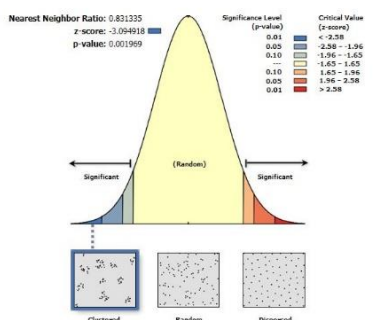 Nearest Neighbor Ratio: 0.831335
z-score: -3.094918
p-value: 0.001969
Significance Level
(p-value)
Critical Value
(z-score)
0.01 < -2.58
0.05 -2.58 - -1.96
0.10 -1.96 - -1.65
--- -1.65 - 1.65
0.10 1.65 - 1.96
0.05 1.96 - 2.58
0.01 > 2.58
(Random)
Significant
Significant
Clustered
Random
Dispersed